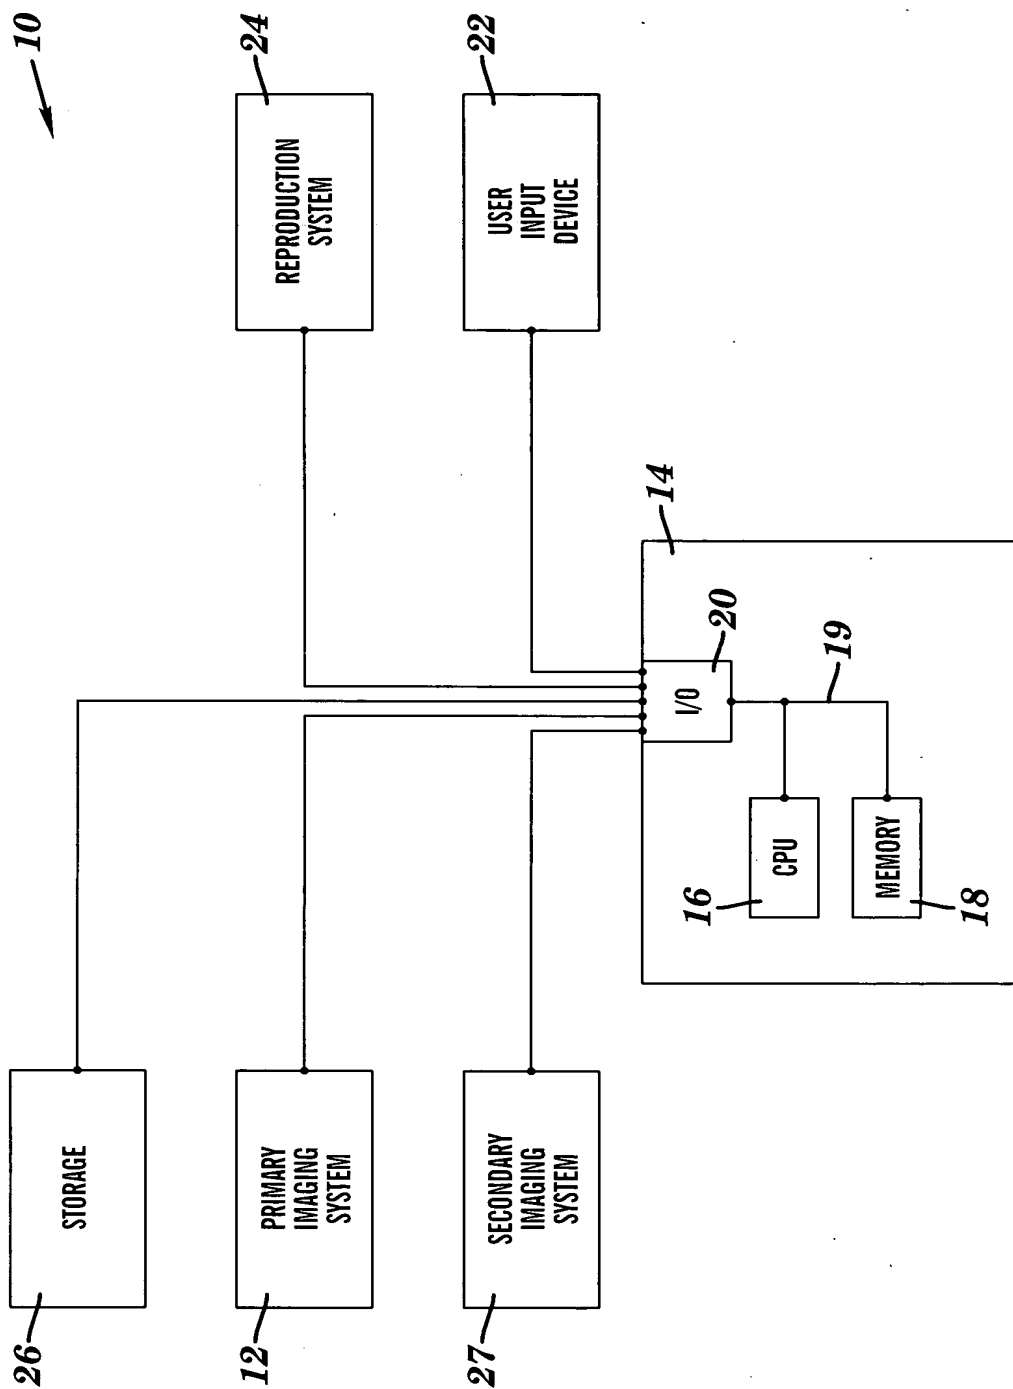 10
26
STORAGE
24
REPRODUCTION
SYSTEM
12
PRIMARY
IMAGING
SYSTEM
22
USER
INPUT
DEVICE
27
SECONDARY
IMAGING
SYSTEM
14
I/O
20
16
CPU
19
MEMORY
18